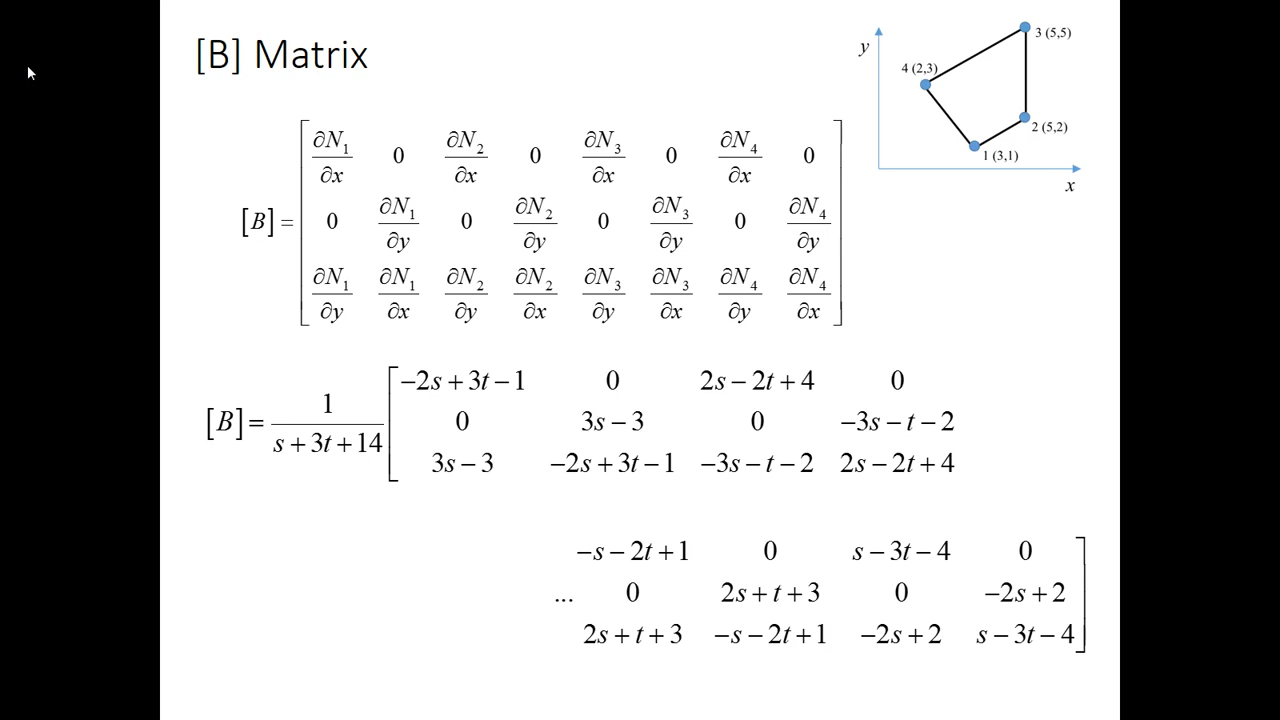 [B] Matrix
y
3 (5,5)
4 (2,3)
2 (5,2)
1 (3,1)
x
[B] = [ ∂N₁/∂x 0 ∂N₂/∂x 0 ∂N₃/∂x 0 ∂N₄/∂x 0
0 ∂N₁/∂y 0 ∂N₂/∂y 0 ∂N₃/∂y 0 ∂N₄/∂y
∂N₁/∂y ∂N₁/∂x ∂N₂/∂y ∂N₂/∂x ∂N₃/∂y ∂N₃/∂x ∂N₄/∂y ∂N₄/∂x ]
[B] = 1/(s+3t+14) [ −2s+3t−1 0 2s−2t+4 0
0 3s−3 0 −3s−t−2
3s−3 −2s+3t−1 −3s−t−2 2s−2t+4
−s−2t+1 0 s−3t−4 0
... 0 2s+t+3 0 −2s+2
2s+t+3 −s−2t+1 −2s+2 s−3t−4 ]